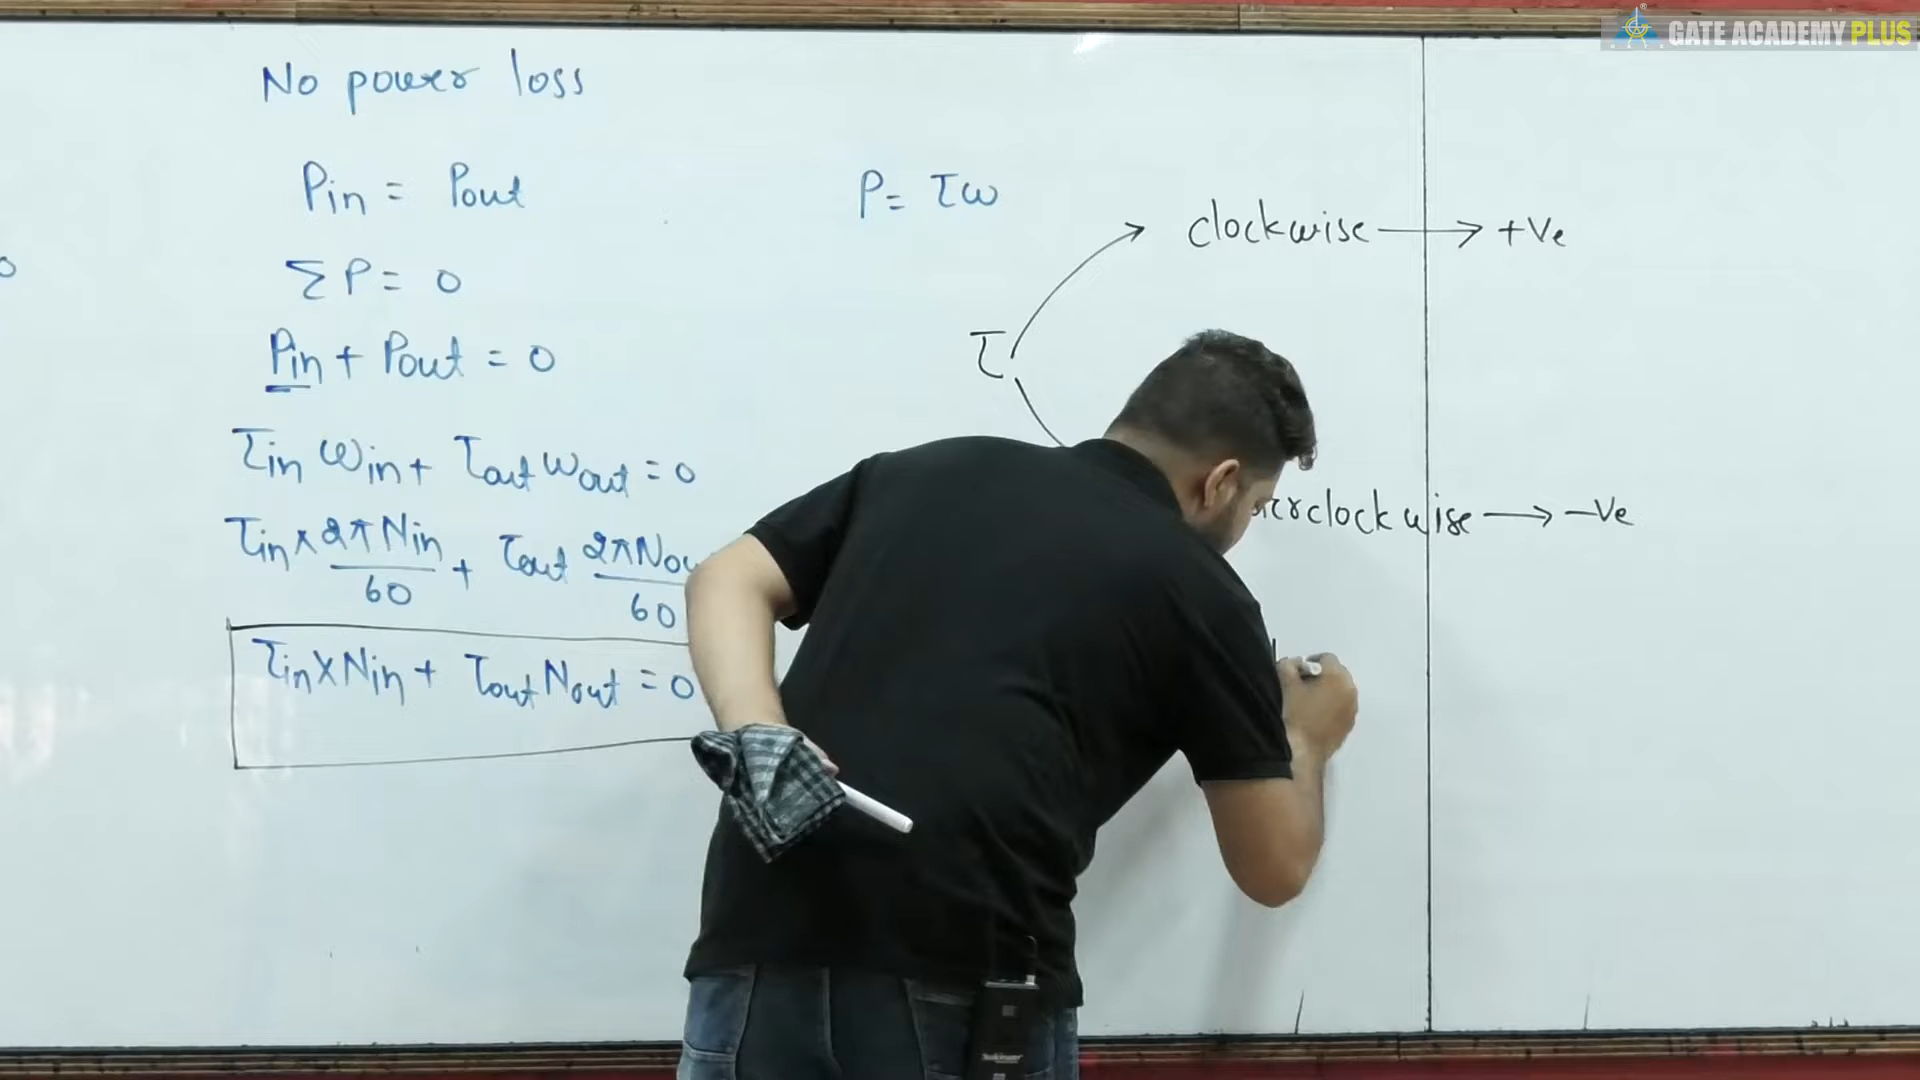 GATE ACADEMY PLUS
No power loss
Pin = Pout
ΣP = 0
Pin + Pout = 0
τin ωin + τout ωout = 0
τin × 2πNin/60 + τout 2πNou/60
τin × Nin + τout Nout = 0
P = τω
τ
clockwise → +ve
clockwise → -ve